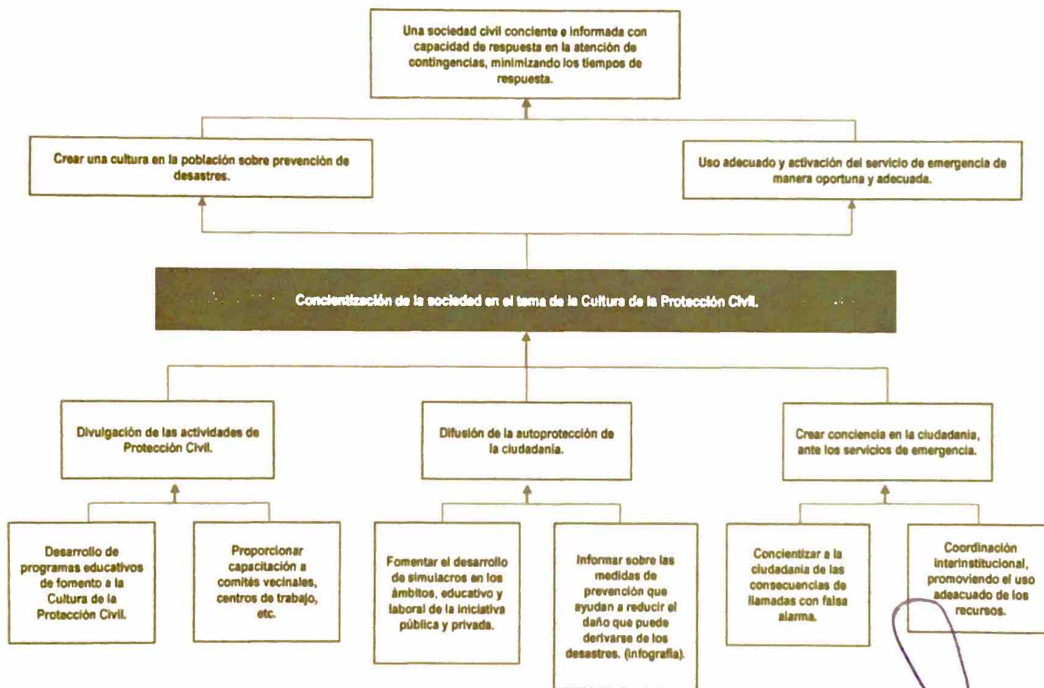 Una sociedad civil conciente e informada con
capacidad de respuesta en la atención de
contingencias, minimizando los tiempos de
respuesta.
Crear una cultura en la población sobre prevención de
desastres.
Uso adecuado y activación del servicio de emergencia de
manera oportuna y adecuada.
Concientización de la sociedad en el tema de la Cultura de la Protección Civil.
Divulgación de las actividades de
Protección Civil.
Difusión de la autoprotección de
la ciudadanía.
Crear conciencia en la ciudadanía,
ante los servicios de emergencia.
Desarrollo de
programas educativos
de fomento a la
Cultura de la
Protección Civil.
Proporcionar
capacitación a
comités vecinales,
centros de trabajo,
etc.
Fomentar el desarrollo
de simulacros en los
ámbitos, educativo y
laboral de la iniciativa
pública y privada.
Informar sobre las
medidas de
prevención que
ayudan a reducir el
daño que puede
derivarse de los
desastres. (infografía).
Concientizar a la
ciudadanía de las
consecuencias de
llamadas con falsa
alarma.
Coordinación
interinstitucional,
promoviendo el uso
adeacuado de los
recursos.